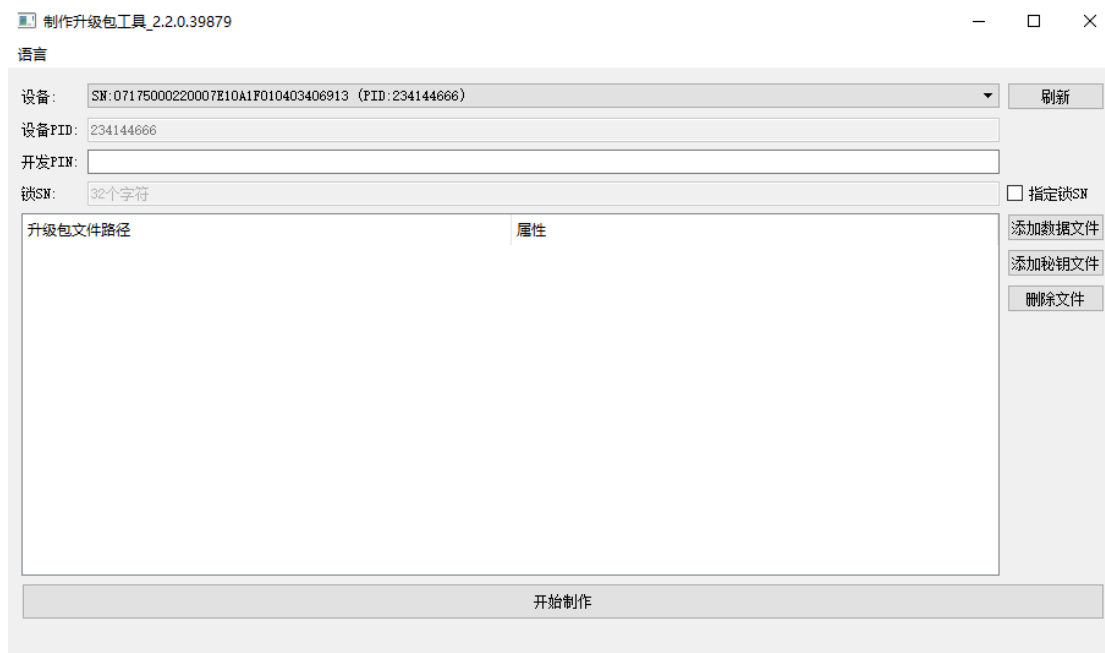 制作升级包工具_2.2.0.39879
语言
设备: SN:07175000220007E10A1F010403406913 (PID:234144666) 刷新
设备PID: 234144666
开发PIN:
锁SN: 32个字符 指定锁SN
升级包文件路径 属性 添加数据文件
添加秘钥文件
删除文件
开始制作